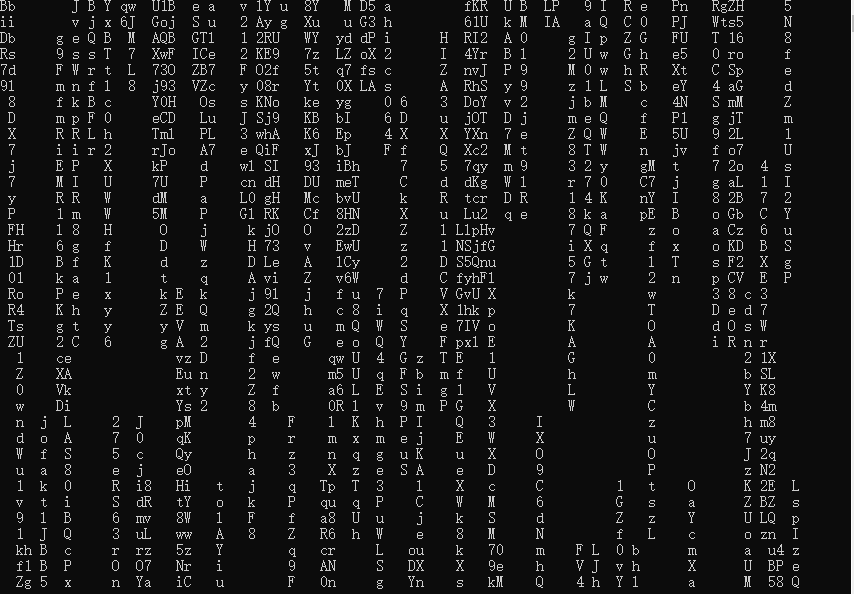 Bb J V B Y qw U1B e a v 1 Y u 8Y M D5 a fKR U K LP 9 I R e Pn RgZH 5
ii v j j x 6J Goj s u 2 Ay g Xu u G3 h 61U k M IA a Q C 0 PJ Wts5 N
Db g e Q B M AQB GT1 1 2RU Wy d dP i H RI2 B 0 g I p Z G FU T 16 8
Rs 9 s S T 7 XwF ICe 2 KE9 7v LZ oX s I 4Yr A 1 2 U q g R uE 0 ro f
7d F w r t L 73O ZB7 F O2f 5t q7 fs c Z nvJ B P M 0 w h R Xt C Sp e
91 m n f 1 8 j93 VZc y 08r Yt 0X LA a A RhS P 9 z 1 L S b eY 4 aG d
8 f k B c Y0H Os s KNo ke yg 0 6 3 DoY y v j b M c 4N S mM Z
D m p F 0 eCD Lu J Sj9 KB bI 6 D u j0T D 2 m e Q f P1 9 jT m
X R R L h Tm1 PL 3 whA K6 Ep 4 X X YXn 7 j Z Q W E 5U f 2L 1
7 i R r 2 rJo A7 e QiF xJ bJ F f Q Xc2 t e 8 T y n jv t 7o U
j E I X kP d w1 SI 93 iBh 7 5 7qy M 9 3 2 0 gM t 7 2o 4 s
7 M P U 7U p cn dH DU meT C d dKg m t r 7 y C7 j f aL 1 I
y R I W dM a L0 gH Mc bvU k R tcr W 1 1 4 K nY I g 2B 7 2
P 1 R W 5M P G1 RK Cf 8HN X u Lu2 D R 8 k a pE B 8 Gb C Y
FH 1 m H O j k jO O 2zD Z 1 L1pHv 7 q F z o o Cz 6 u
Hr 6 8 f D W H 73 v EwU z U NSjfG i Q q f x a KD B S
1D B g K d z D Le A 1Cy 2 D S5Qnu 5 X t 1 T o F2 X g
01 k a 1 t q A vi Z v6W d C fyhF1 7 j w 2 n s CV E P
Ro P e x k E k j 91 j f u 7 P D GvU X k w p 8 c 3
R4 K h y Z E Q g 2Q h c 8 i q V 1hk p 7 T 3 e d 7
Ts g t y y V m k ys u m Q W S X 7IV o K O D O s W
ZU 2 C 6 g A 2 j fQ G e o Q Y e px1 E A A i R n r
1 ce vz D f e qw U 4 G z T E 1 G 0 2 1X
Z XA Eu n 2 w m5 U q F b m f U h m b SL
0 Vk xt y Z f a6 L E S i g 1 V L Y Y K8
w Di Ys 2 8 b 0R 1 v 9 m P G X W C b 4m
n j L 2 J pM 4 F 1 K h P I Q 3 I z h m8
d o A 7 0 qK p r m x m e j E W X u 7 uy
W f S 5 c Qy h z n q g u K u X O O J 2q
u a 8 e j eO a 3 X z e S A e D 9 P z N2
1 k 0 R i8 Hi t j q Tp T 3 1 X c C 1 t O K 2E L
v t i S dR tY o k P qu q P C W M 6 G s a Z BZ s
9 1 B 6 mv 8W 1 F f a8 U u j k S d Z z Y U LQ p
1 J Q 3 uL ww A 8 Z R6 h W e 8 M N f L c Z zn I
kh B c r rz 5z Y q cr L ou k 70 m F L 0 b m o u4 z
f1 B P O O7 Nr i 9 AN S DX x 9e h V J v h x a BP e
Zg 5 x n Ya iC u F 0n g Yn s kM Q 4 h Y 1 a U M 58 Q